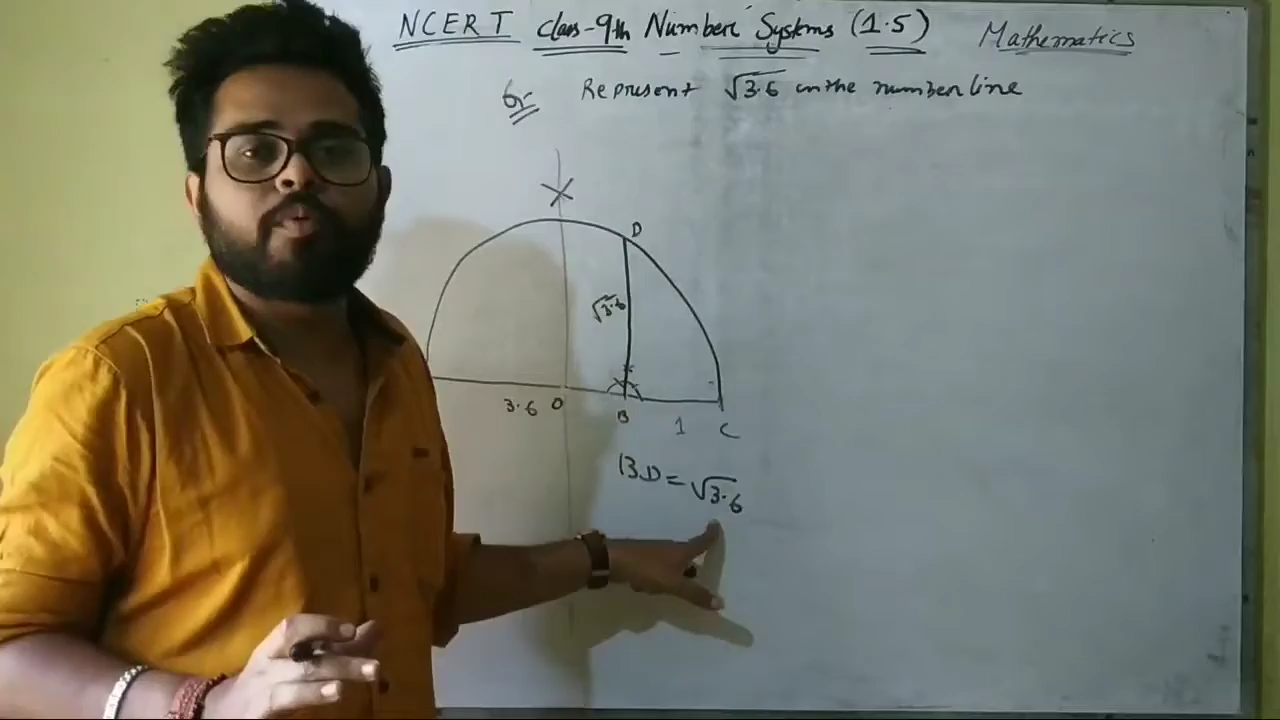 NCERT Class-9th Number Systems (1.5) Mathematics
Represent √3.6 on the number line
D
√3.6
3.6 O B 1 C
BD = √3.6